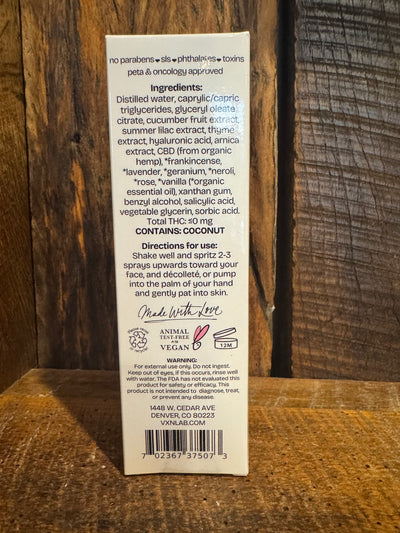 no parabens❤sls❤phthalates❤toxins
peta & oncology approved
Ingredients:
Distilled water, caprylic/capric
triglycerides, glyceryl oleate
citrate, cucumber fruit extract,
summer lilac extract, thyme
extract, hyaluronic acid, arnica
extract, CBD (from organic
hemp), *frankincense,
*lavender, *geranium, *neroli,
*rose, *vanilla (*organic
essential oil), xanthan gum,
benzyl alcohol, salicylic acid,
vegetable glycerin, sorbic acid.
Total THC: ≤0 mg
CONTAINS: COCONUT
Directions for use:
Shake well and spritz 2-3
sprays upwards toward your
face, and décolleté, or pump
into the palm of your hand
and gently pat into skin.
Made With Love
ANIMAL
TEST-FREE
VEGAN
12M
WARNING:
For external use only, Do not Ingest.
Keep out of eyes, if this occurs, rinse well
with water. The FDA has not evaluated this
product for safety or efficacy. This
product is not intended to diagnose, treat,
or prevent any disease.
1448 W. CEDAR AVE
DENVER, CO 80223
VXNLAB.COM
7 02367 37507 3